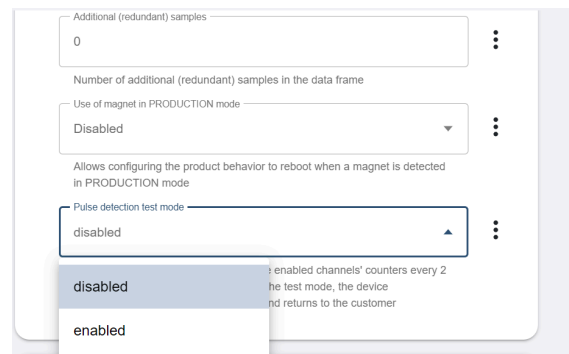 Additional (redundant) samples
0
Number of additional (redundant) samples in the data frame
Use of magnet in PRODUCTION mode
Disabled
Allows configuring the product behavior to reboot when a magnet is detected
in PRODUCTION mode
Pulse detection test mode
disabled
enabled channels' counters every 2
disabled
he test mode, the device
nd returns to the customer
enabled